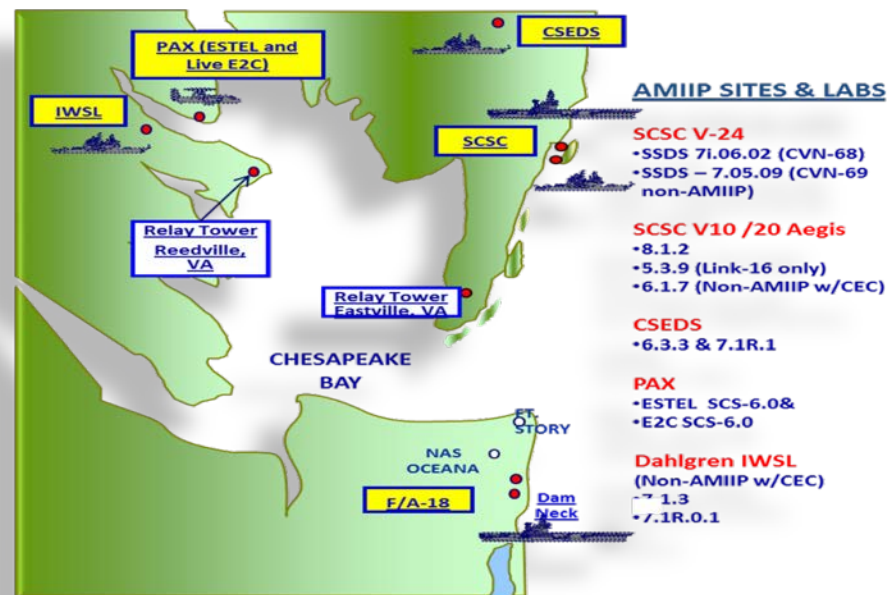 PAX (ESTEL and
Live E2C)
CSEDS
IWSL
SCSC
Relay Tower
Reedville,
VA
Relay Tower
Eastville, VA
CHESAPEAKE
BAY
FT.
STORY
NAS
OCEANA
F/A-18
Dam
Neck
AMIIP SITES & LABS
SCSC V-24
•SSDS 7i.06.02 (CVN-68)
•SSDS – 7.05.09 (CVN-69
non-AMIIP)
SCSC V10 /20 Aegis
•8.1.2
•5.3.9 (Link-16 only)
•6.1.7 (Non-AMIIP w/CEC)
CSEDS
•6.3.3 & 7.1R.1
PAX
•ESTEL SCS-6.0&
•E2C SCS-6.0
Dahlgren IWSL
(Non-AMIIP w/CEC)
•7.1.3
•7.1R.0.1